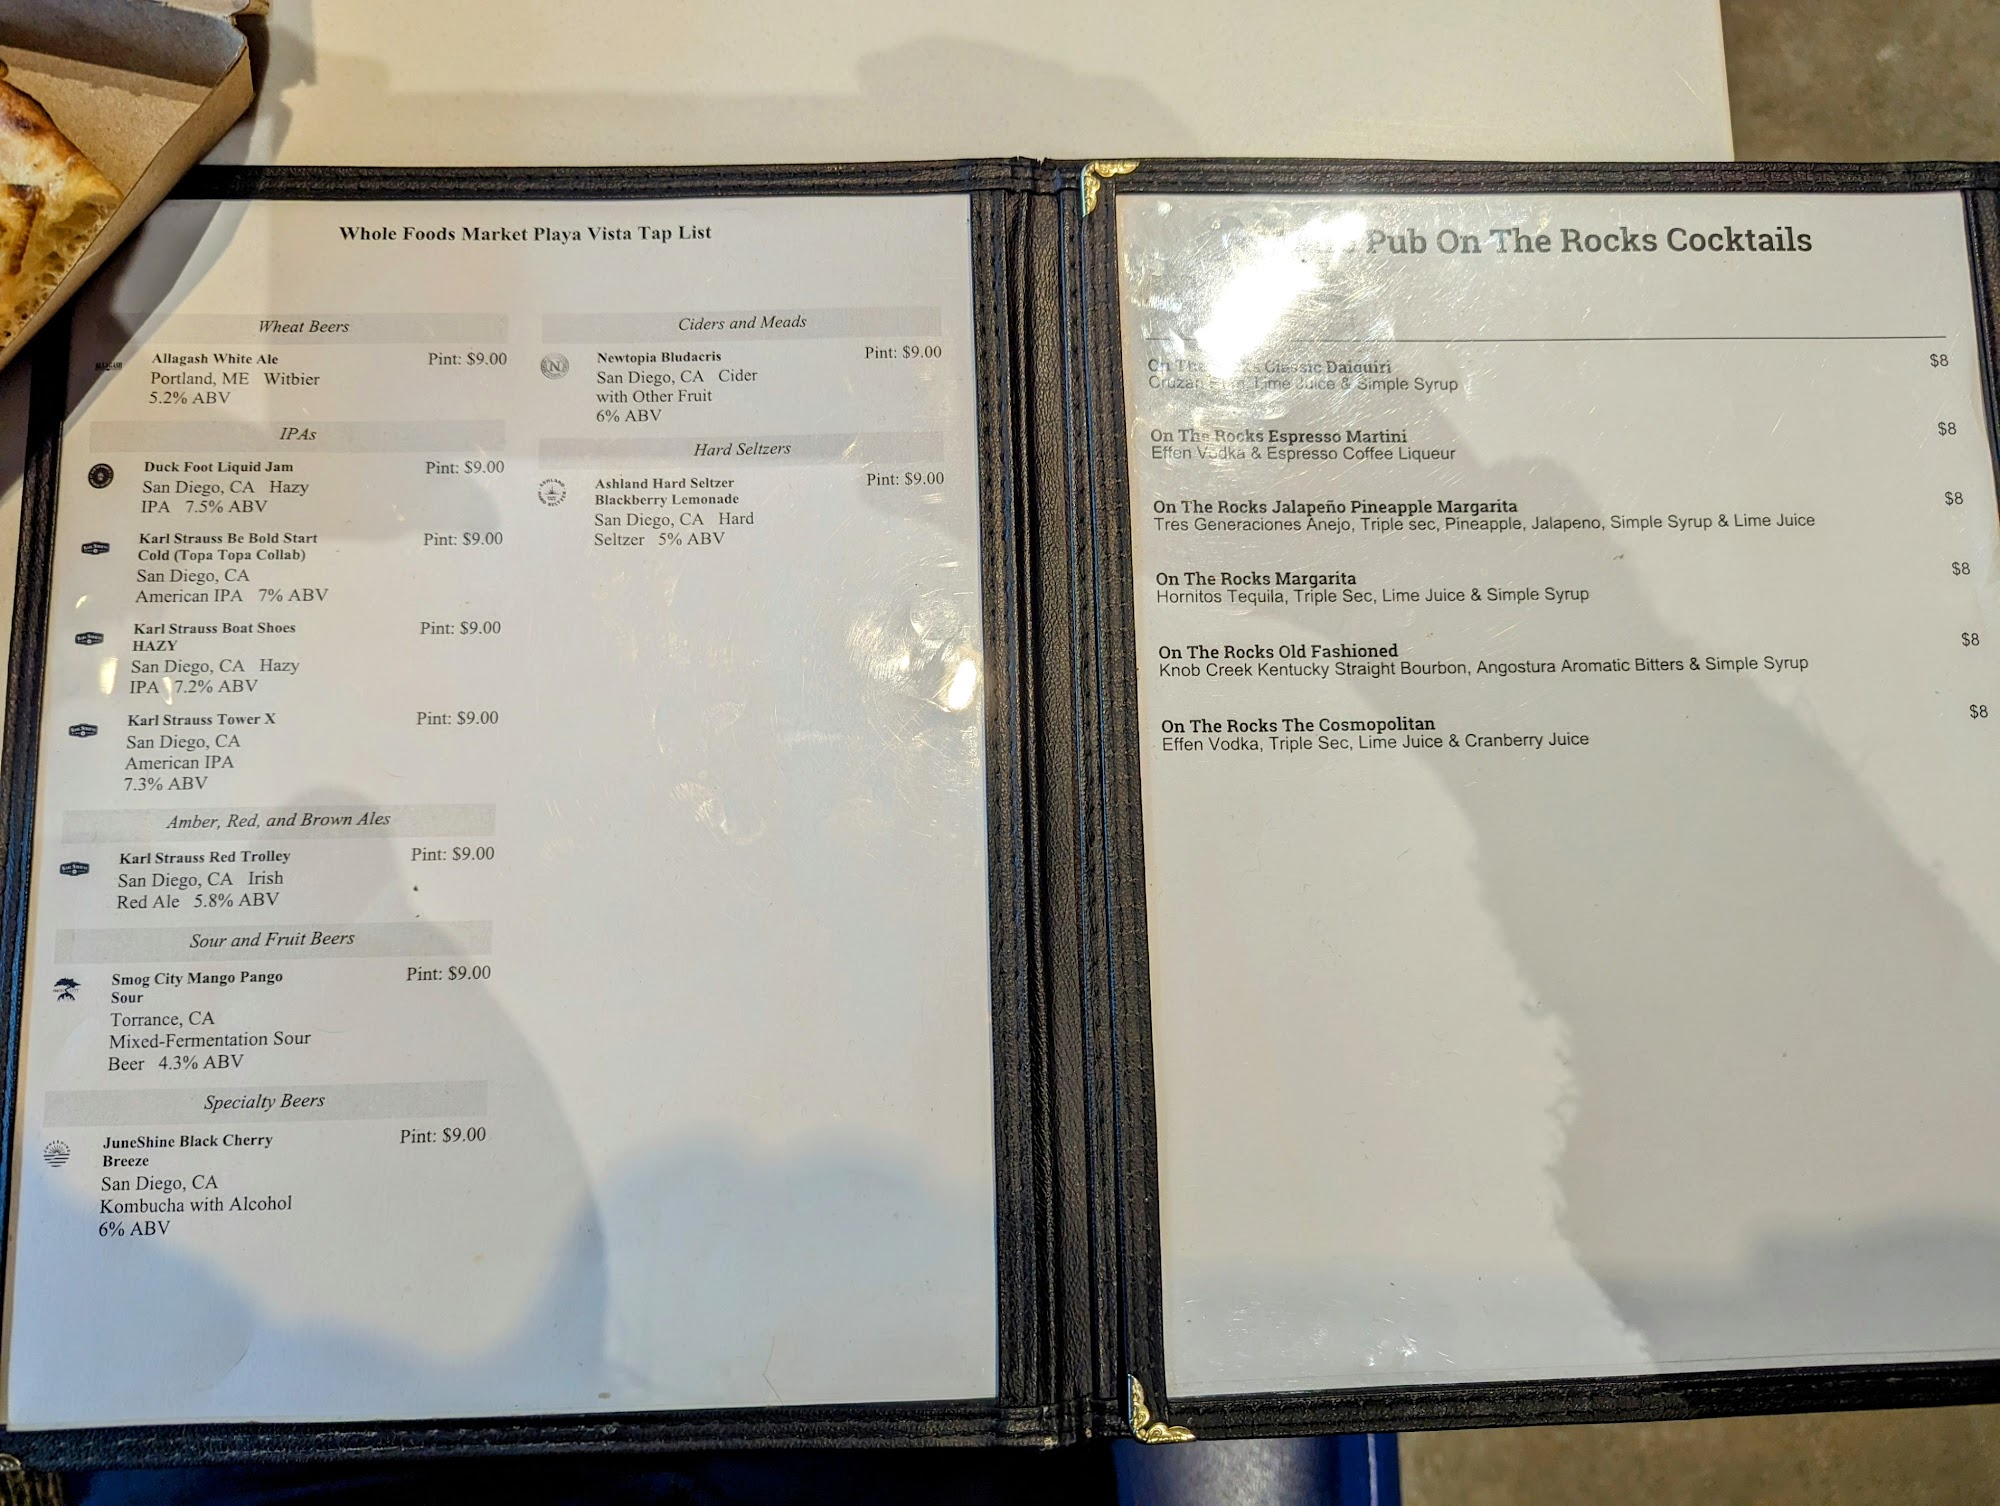 Whole Foods Market Playa Vista Tap List
Wheat Beers
Allagash White Ale Pint: $9.00
Portland, ME Witbier
5.2% ABV
IPAs
Duck Foot Liquid Jam Pint: $9.00
San Diego, CA Hazy
IPA 7.5% ABV
Karl Strauss Be Bold Start Pint: $9.00
Cold (Topa Topa Collab)
San Diego, CA
American IPA 7% ABV
Karl Strauss Boat Shoes Pint: $9.00
HAZY
San Diego, CA Hazy
IPA 7.2% ABV
Karl Strauss Tower X Pint: $9.00
San Diego, CA
American IPA
7.3% ABV
Amber, Red, and Brown Ales
Karl Strauss Red Trolley Pint: $9.00
San Diego, CA Irish
Red Ale 5.8% ABV
Sour and Fruit Beers
Smog City Mango Pango Pint: $9.00
Sour
Torrance, CA
Mixed-Fermentation Sour
Beer 4.3% ABV
Specialty Beers
JuneShine Black Cherry Pint: $9.00
Breeze
San Diego, CA
Kombucha with Alcohol
6% ABV
Ciders and Meads
Newtopia Bludacris Pint: $9.00
San Diego, CA Cider
with Other Fruit
6% ABV
Hard Seltzers
Ashland Hard Seltzer Pint: $9.00
Blackberry Lemonade
San Diego, CA Hard
Seltzer 5% ABV
Pub On The Rocks Cocktails
On The Rocks Classic Daiquiri $8
Cruzan Rum, Lime Juice & Simple Syrup
On The Rocks Espresso Martini $8
Effen Vodka & Espresso Coffee Liqueur
On The Rocks Jalapeño Pineapple Margarita $8
Tres Generaciones Anejo, Triple sec, Pineapple, Jalapeno, Simple Syrup & Lime Juice
On The Rocks Margarita $8
Hornitos Tequila, Triple Sec, Lime Juice & Simple Syrup
On The Rocks Old Fashioned $8
Knob Creek Kentucky Straight Bourbon, Angostura Aromatic Bitters & Simple Syrup
On The Rocks The Cosmopolitan $8
Effen Vodka, Triple Sec, Lime Juice & Cranberry Juice